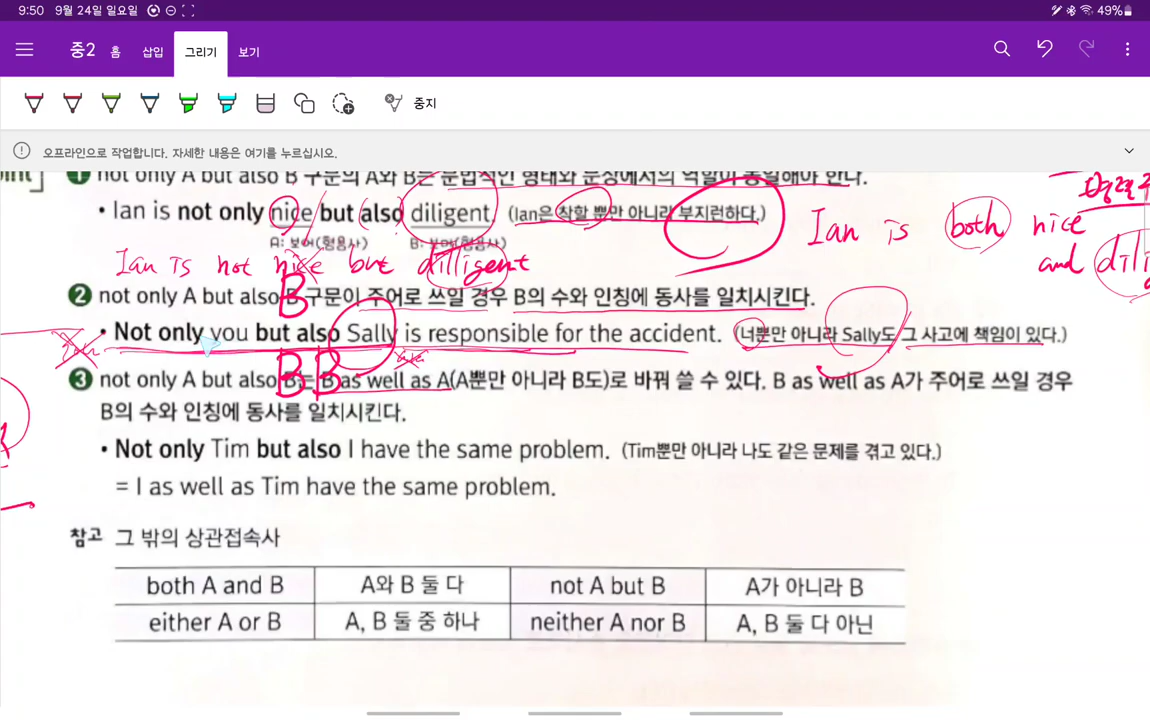 9:50 9월 24일 일요일 49%
중2 홈 삽입 그리기 보기
중지
오프라인으로 작업합니다. 자세한 내용은 여기를 누르십시오.
1 not only A but also B 구문의 A와 B는 문법적인 형태와 문장에서의 역할이 동일해야 한다.
• Ian is not only nice but also diligent. (Ian은 착할 뿐만 아니라 부지런하다.)
A: 보어(형용사) B: 보어(형용사)
Ian is not nice but dilligent
Ian is both nice
and
2 not only A but also B 구문이 주어로 쓰일 경우 B의 수와 인칭에 동사를 일치시킨다.
• Not only you but also Sally is responsible for the accident. (너뿐만 아니라 Sally도 그 사고에 책임이 있다.)
3 not only A but also B는 B as well as A(A뿐만 아니라 B도)로 바꿔 쓸 수 있다. B as well as A가 주어로 쓰일 경우
B의 수와 인칭에 동사를 일치시킨다.
• Not only Tim but also I have the same problem. (Tim뿐만 아니라 나도 같은 문제를 겪고 있다.)
= I as well as Tim have the same problem.
참고 그 밖의 상관접속사
both A and B A와 B 둘 다 not A but B A가 아니라 B
either A or B A, B 둘 중 하나 neither A nor B A, B 둘 다 아닌